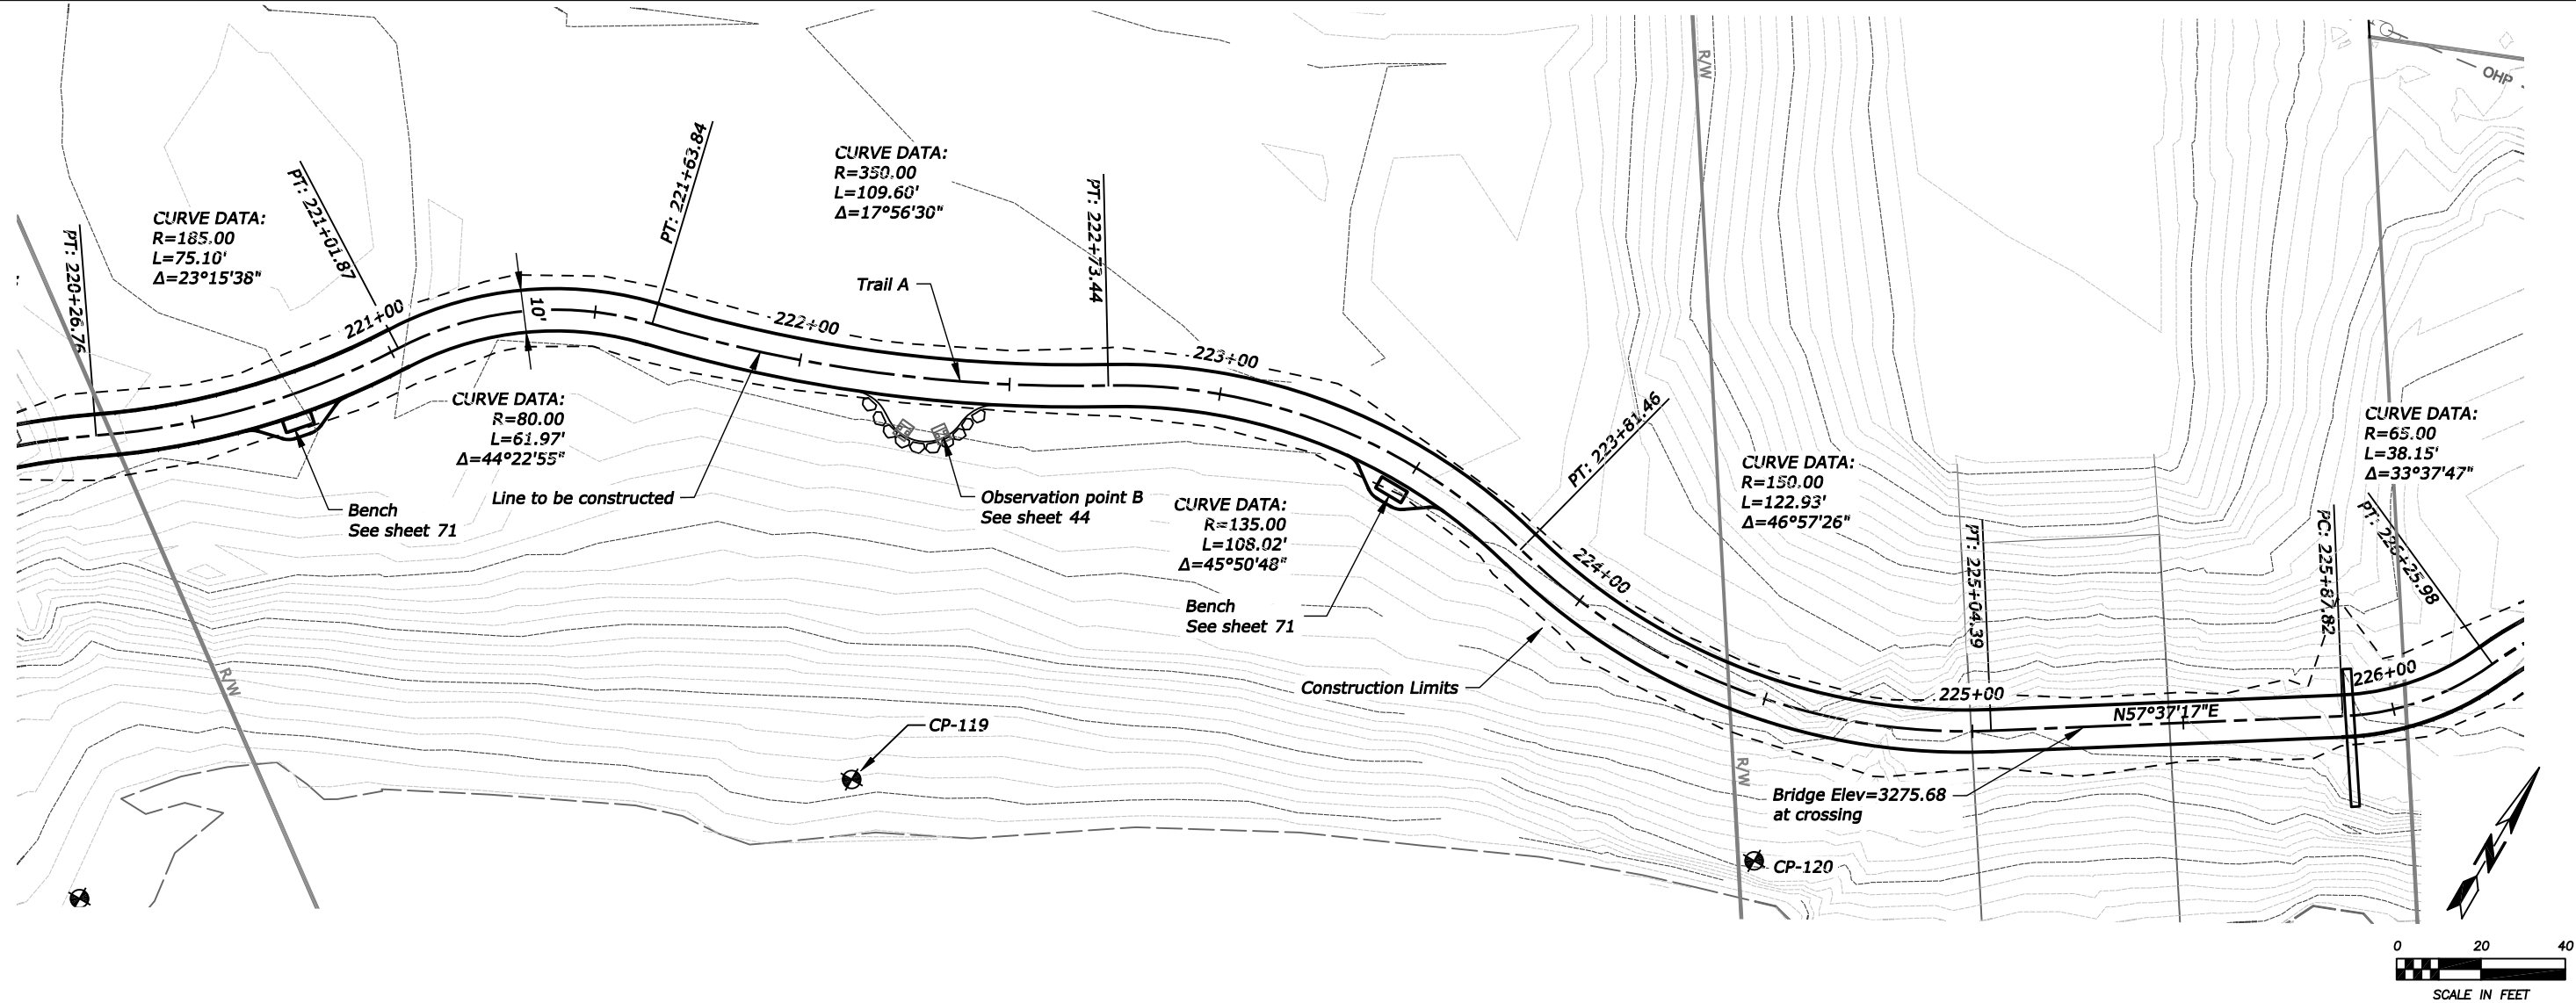 R/W
OHP
PT: 221+63.84
CURVE DATA:
R=350.00
L=109.60'
Δ=17°56'30"
PT: 221+01.87
PT: 222+73.44
CURVE DATA:
R=185.00
L=75.10'
Δ=23°15'38"
PT: 220+26.76
Trail A
10'
221+00
222+00
223+00
CURVE DATA:
R=80.00
L=61.97'
Δ=44°22'55"
PT: 223+81.46
CURVE DATA:
R=65.00
L=38.15'
Δ=33°37'47"
CURVE DATA:
R=150.00
L=122.93'
Δ=46°57'26"
Line to be constructed
Observation point B
See sheet 44
CURVE DATA:
R=135.00
L=108.02'
Δ=45°50'48"
Bench
See sheet 71
PT: 225+04.39
PC: 225+87.82
PT: 226+25.98
224+00
Bench
See sheet 71
R/W
Construction Limits
225+00
226+00
N57°37'17"E
CP-119
R/W
Bridge Elev=3275.68
at crossing
CP-120
N
0 20 40
SCALE IN FEET